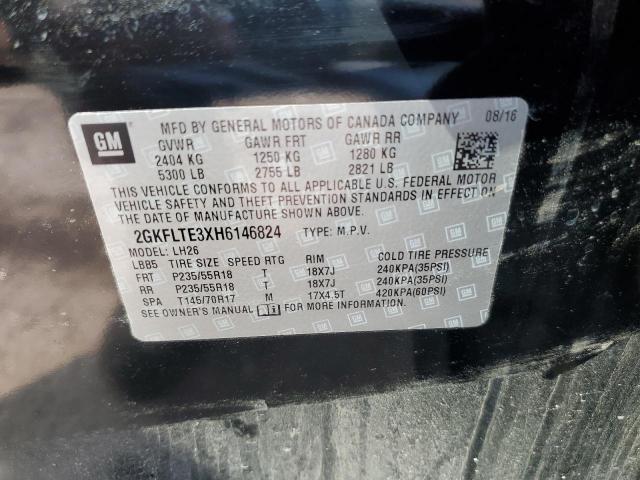 GM
MFD BY GENERAL MOTORS OF CANADA COMPANY 08/16
GVWR GAWR FRT GAWR RR
2404 KG 1250 KG 1280 KG
5300 LB 2755 LB 2821 LB
THIS VEHICLE CONFORMS TO ALL APPLICABLE U.S. FEDERAL MOTOR
VEHICLE SAFETY AND THEFT PREVENTION STANDARDS IN EFFECT ON
THE DATE OF MANUFACTURE SHOWN ABOVE.
2GKFLTE3XH6146824 TYPE: M.P.V.
MODEL: LH26
LBB5 TIRE SIZE SPEED RTG RIM COLD TIRE PRESSURE
FRT P235/55R18 T 18X7J 240KPA(35PSI)
RR P235/55R18 T 18X7J 240KPA(35PSI)
SPA T145/70R17 M 17X4.5T 420KPA(60PSI)
SEE OWNER'S MANUAL FOR MORE INFORMATION.